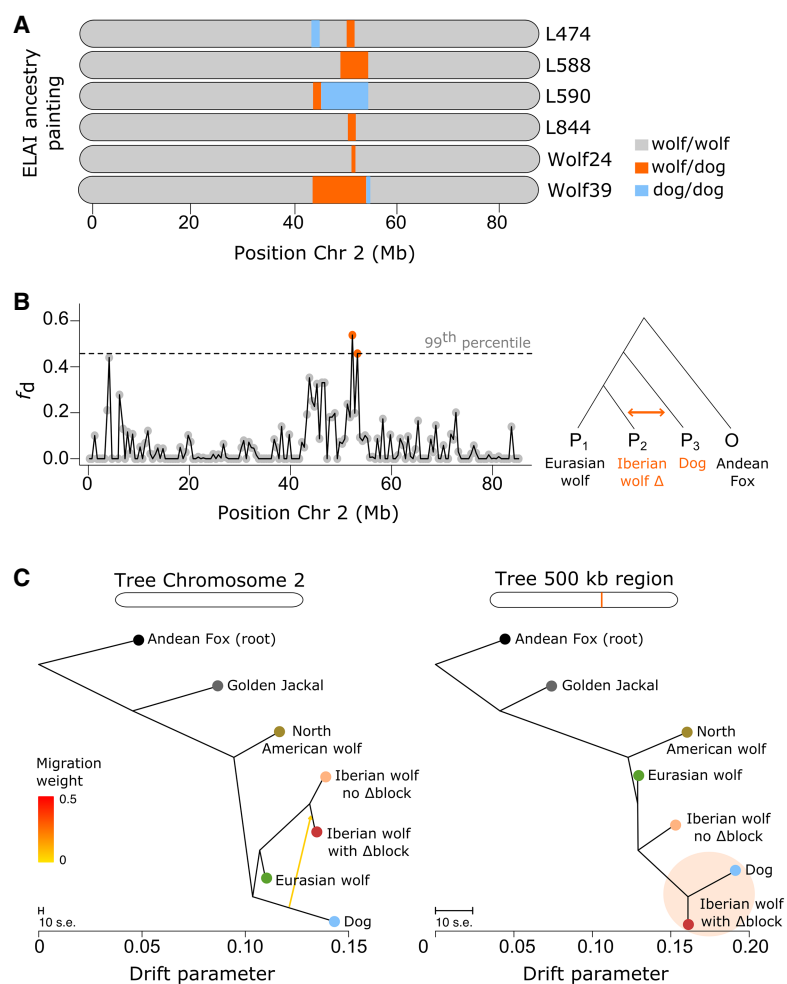 A
ELAI ancestry
painting
L474
L588
L590
L844
Wolf24
Wolf39
wolf/wolf
wolf/dog
dog/dog
0
20
40
60
80
Position Chr 2 (Mb)
B
fd
0.6
0.4
0.2
0.0
99th percentile
0
20
40
60
80
Position Chr 2 (Mb)
P1
P2
P3
O
Eurasian
wolf
Iberian
wolf Δ
Dog
Andean
Fox
C
Tree Chromosome 2
Andean Fox (root)
Golden Jackal
North
American wolf
Migration
weight
0.5
0
Iberian wolf
no Δblock
Iberian wolf
with Δblock
Eurasian wolf
Dog
10 s.e.
0
0.05
0.10
0.15
Drift parameter
Tree 500 kb region
Andean Fox (root)
Golden Jackal
North
American wolf
Eurasian wolf
Iberian wolf
no Δblock
Dog
Iberian wolf
with Δblock
10 s.e.
0
0.05
0.10
0.15
0.20
Drift parameter